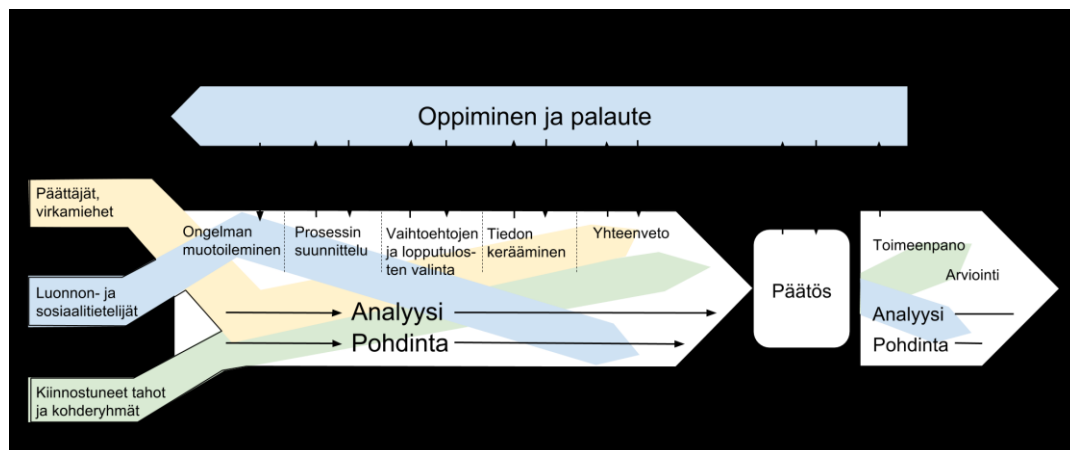 Oppiminen ja palaute
Päättäjät,
virkamiehet
Luonnon- ja
sosiaalitietelijät
Kiinnostuneet tahot
ja kohderyhmät
Ongelman
muotoileminen
Prosessin
suunnittelu
Vaihtoehtojen
ja lopputulos-
ten valinta
Tiedon
kerääminen
Yhteenveto
Analyysi
Pohdinta
Päätös
Toimeenpano
Arviointi
Analyysi
Pohdinta